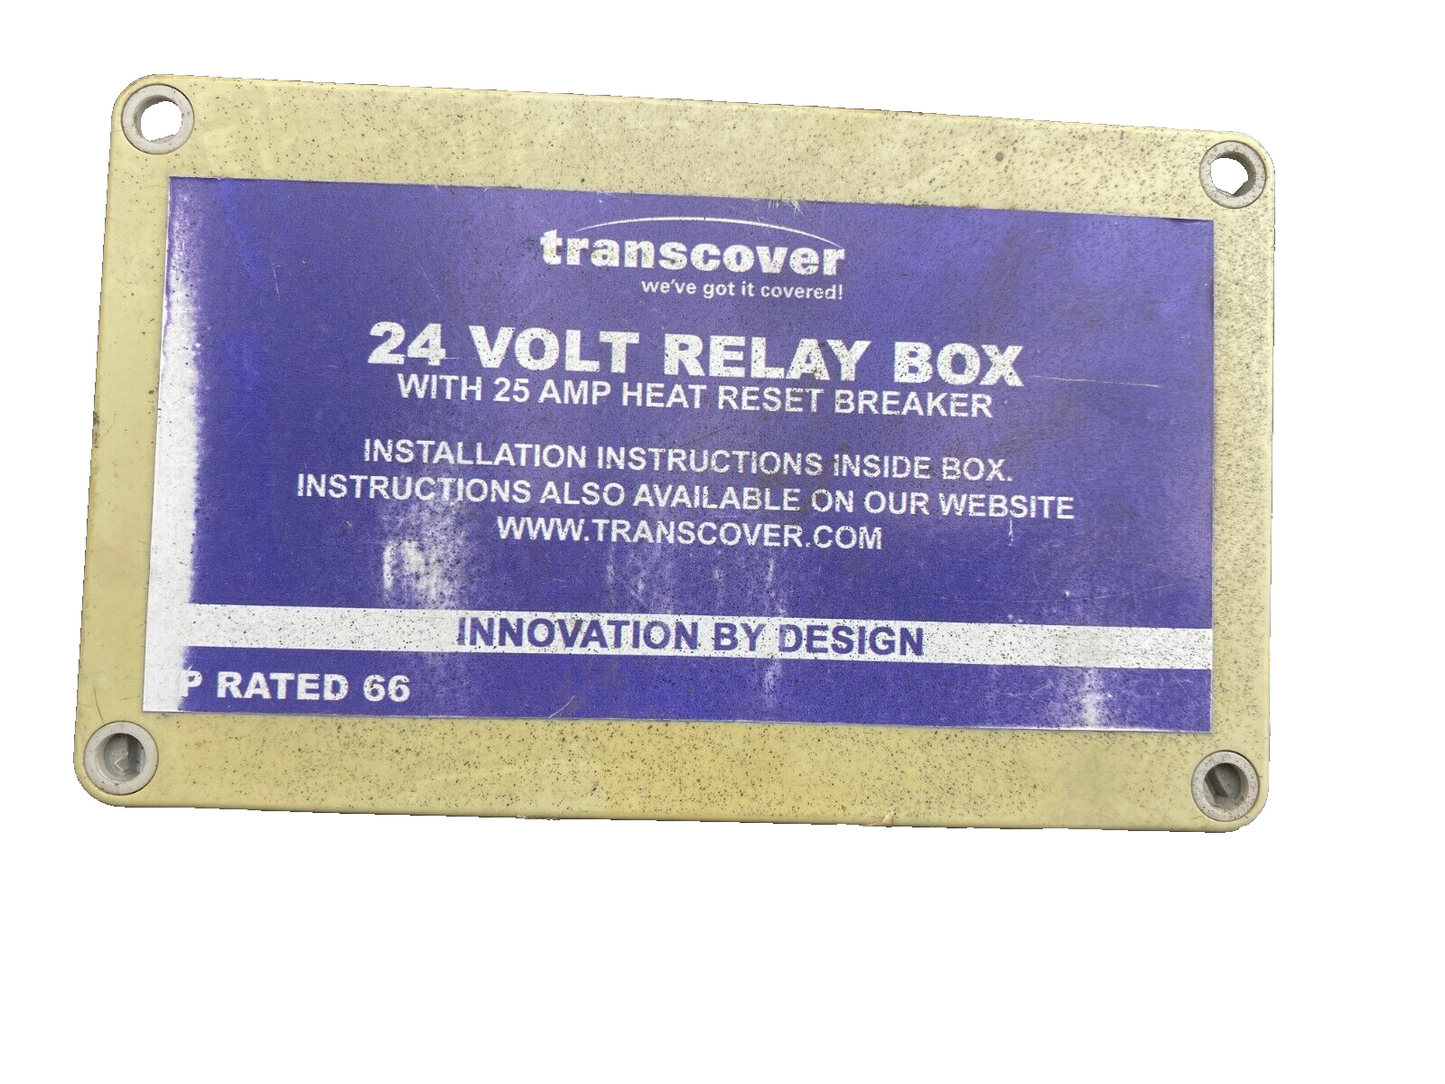 transcover
we've got it covered!
24 VOLT RELAY BOX
WITH 25 AMP HEAT RESET BREAKER
INSTALLATION INSTRUCTIONS INSIDE BOX.
INSTRUCTIONS ALSO AVAILABLE ON OUR WEBSITE
WWW.TRANSCOVER.COM
INNOVATION BY DESIGN
P RATED 66